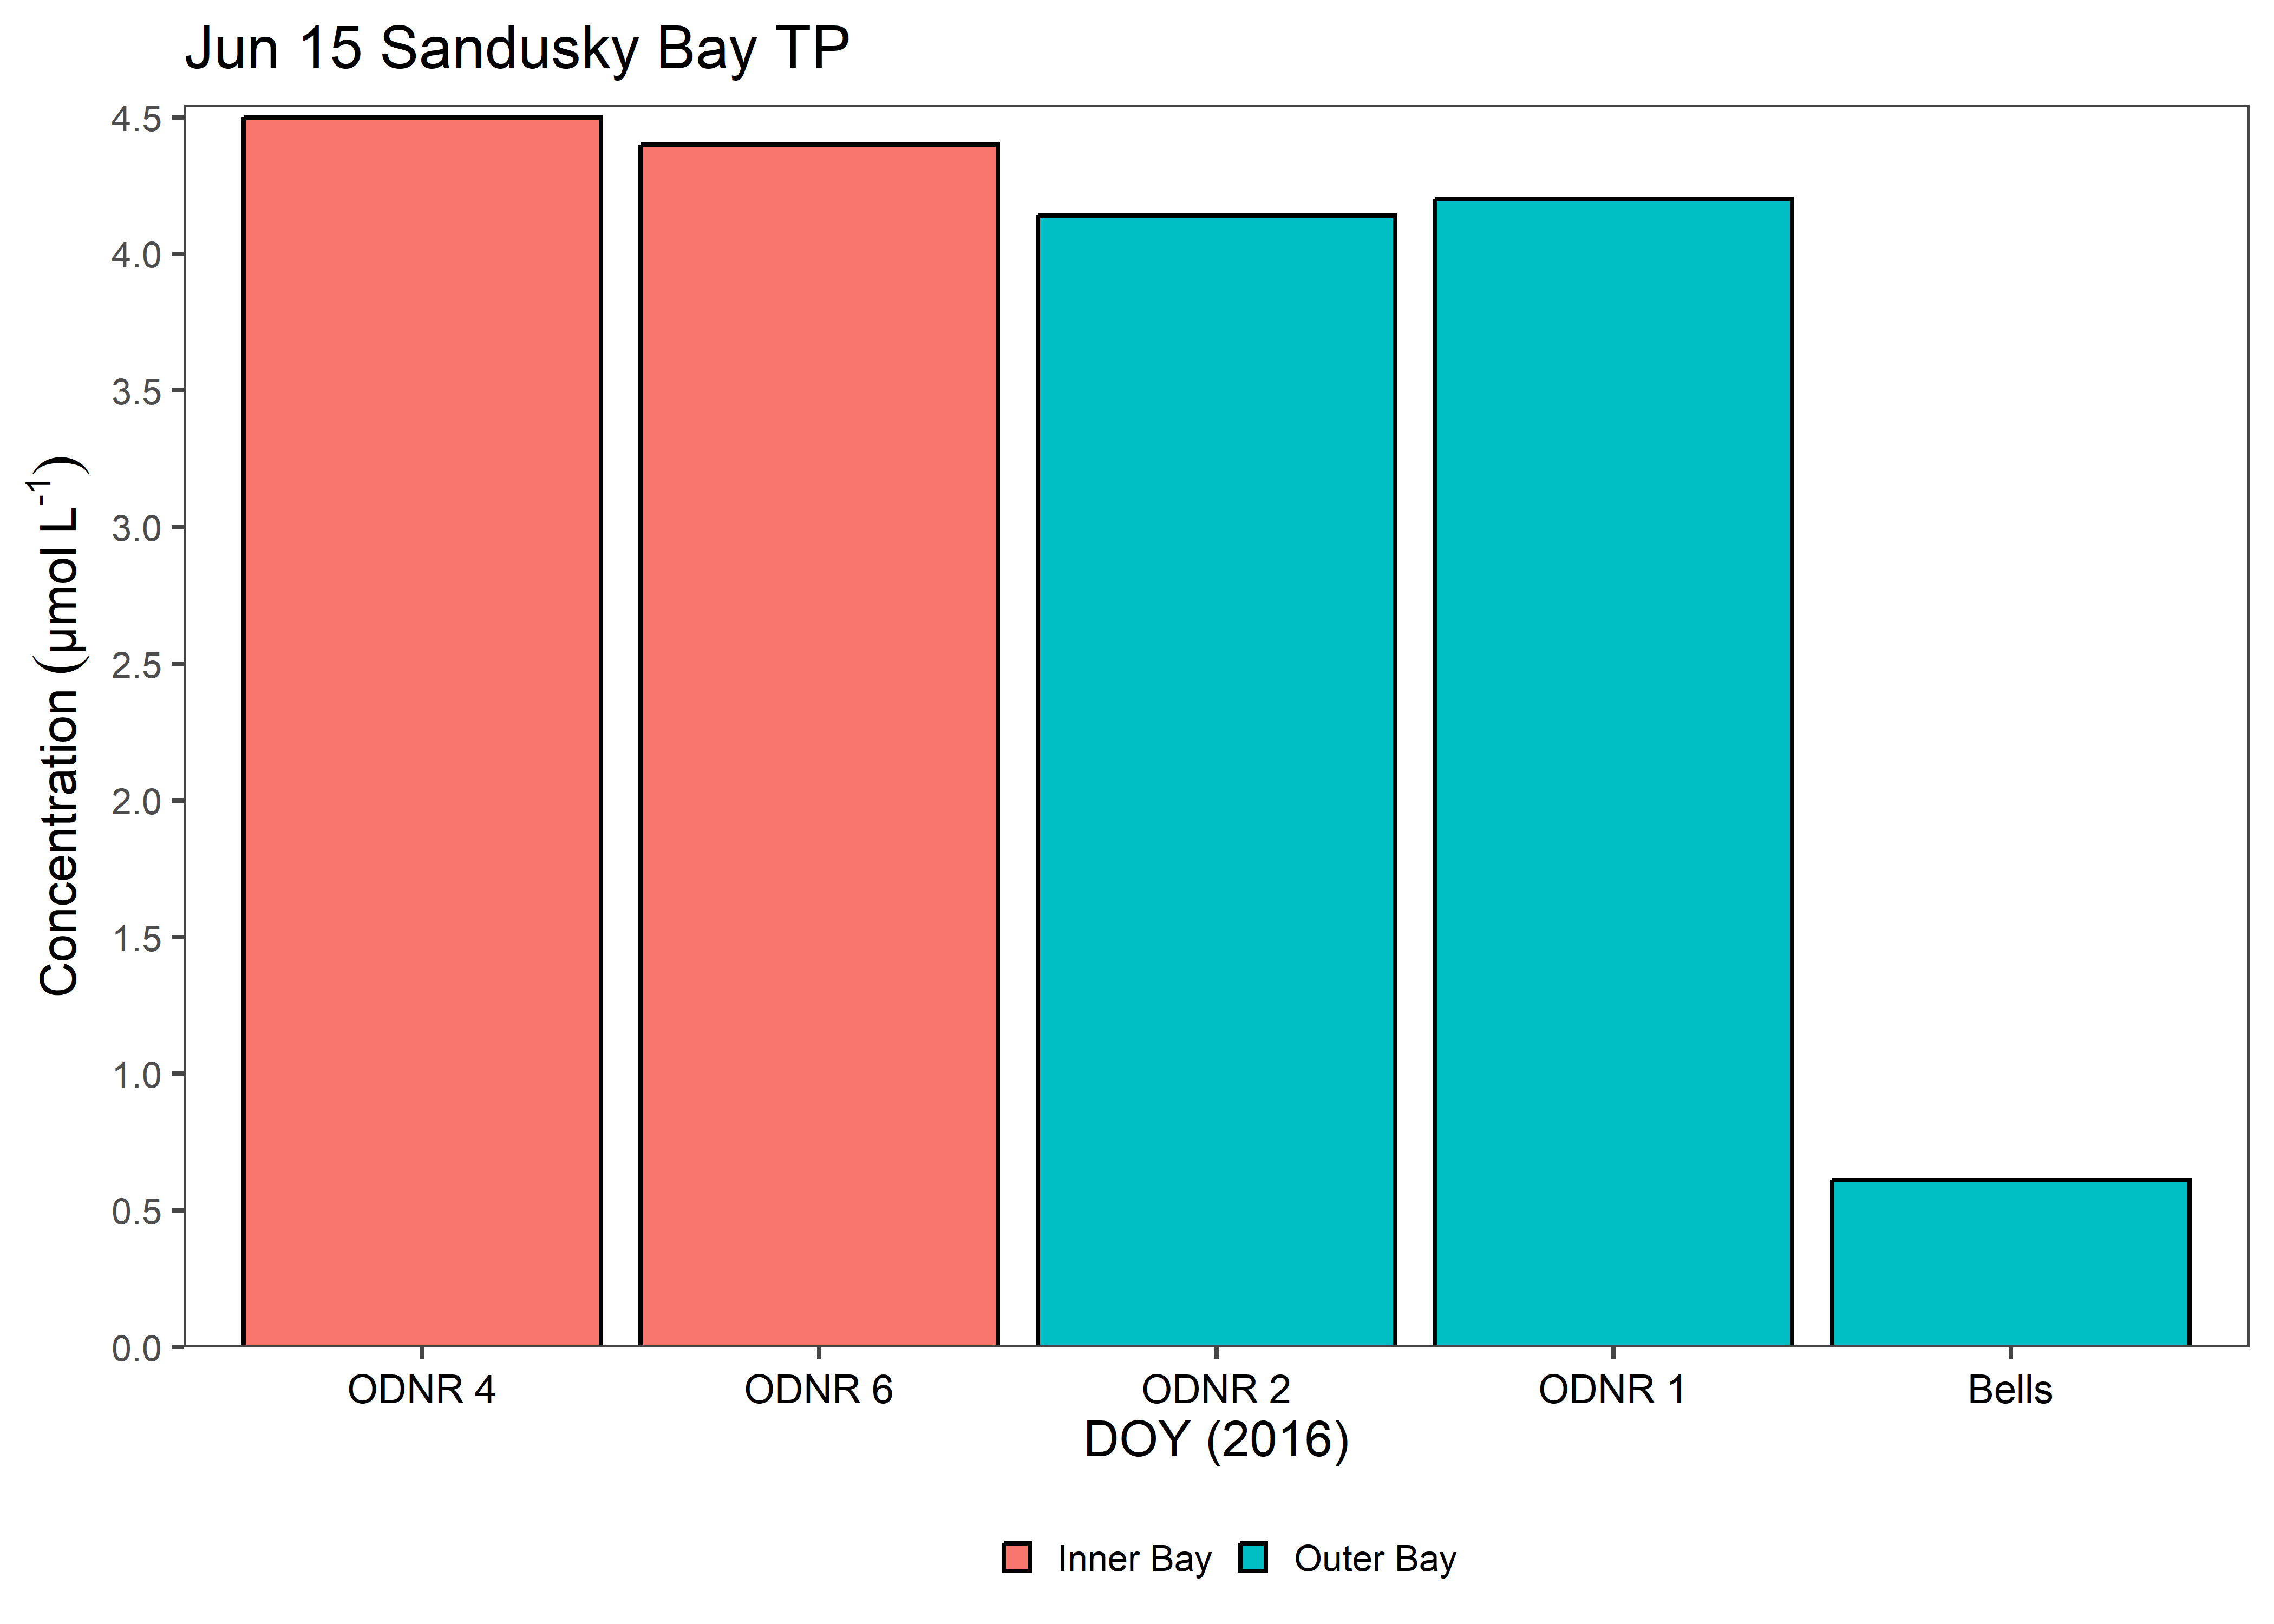 Jun 15 Sandusky Bay TP
Concentration (µmol L⁻¹)
4.5
4.0
3.5
3.0
2.5
2.0
1.5
1.0
0.5
0.0
ODNR 4 ODNR 6 ODNR 2 ODNR 1 Bells
DOY (2016)
Inner Bay Outer Bay